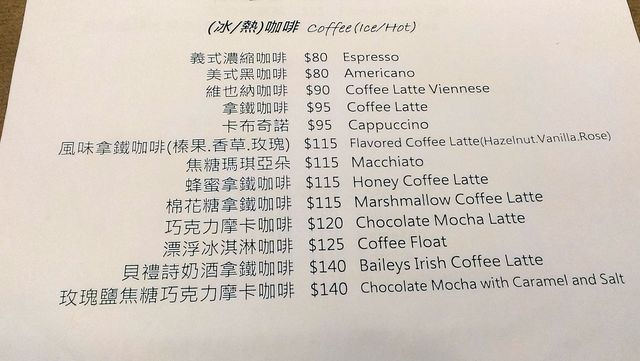 (冰/熱)咖啡 Coffee(Ice/Hot)
義式濃縮咖啡 $80 Espresso
美式黑咖啡 $80 Americano
維也納咖啡 $90 Coffee Latte Viennese
拿鐵咖啡 $95 Coffee Latte
卡布奇諾 $95 Cappuccino
風味拿鐵咖啡(榛果.香草.玫瑰) $115 Flavored Coffee Latte(Hazelnut.Vanilla.Rose)
焦糖瑪琪亞朵 $115 Macchiato
蜂蜜拿鐵咖啡 $115 Honey Coffee Latte
棉花糖拿鐵咖啡 $115 Marshmallow Coffee Latte
巧克力摩卡咖啡 $120 Chocolate Mocha Latte
漂浮冰淇淋咖啡 $125 Coffee Float
貝禮詩奶酒拿鐵咖啡 $140 Baileys Irish Coffee Latte
玫瑰鹽焦糖巧克力摩卡咖啡 $140 Chocolate Mocha with Caramel and Salt